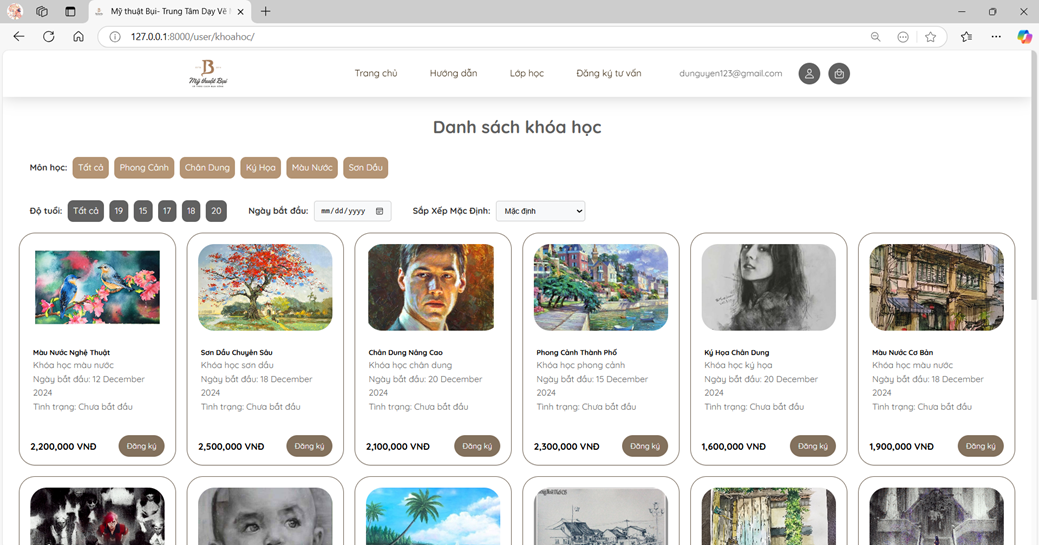 Mỹ thuật Bụi- Trung Tâm Dạy Vẽ
127.0.0.1:8000/user/khoahoc/
B
Mỹ thuật Bụi
Trang chủ
Hướng dẫn
Lớp học
Đăng ký tư vấn
dunguyen123@gmail.com
Danh sách khóa học
Môn học: Tất cả Phong Cảnh Chân Dung Ký Họa Màu Nước Sơn Dầu
Độ tuổi: Tất cả 19 15 17 18 20 Ngày bắt đầu: mm/dd/yyyy Sắp Xếp Mặc Định: Mặc định
Màu Nước Nghệ Thuật
Khóa học màu nước
Ngày bắt đầu: 12 December
2024
Tình trạng: Chưa bắt đầu
2,200,000 VNĐ Đăng ký
Sơn Dầu Chuyên Sâu
Khóa học sơn dầu
Ngày bắt đầu: 18 December
2024
Tình trạng: Chưa bắt đầu
2,500,000 VNĐ Đăng ký
Chân Dung Nâng Cao
Khóa học chân dung
Ngày bắt đầu: 20 December
2024
Tình trạng: Chưa bắt đầu
2,100,000 VNĐ Đăng ký
Phong Cảnh Thành Phố
Khóa học phong cảnh
Ngày bắt đầu: 15 December
2024
Tình trạng: Chưa bắt đầu
2,300,000 VNĐ Đăng ký
Ký Họa Chân Dung
Khóa học ký họa
Ngày bắt đầu: 20 December
2024
Tình trạng: Chưa bắt đầu
1,600,000 VNĐ Đăng ký
Màu Nước Cơ Bản
Khóa học màu nước
Ngày bắt đầu: 18 December
2024
Tình trạng: Chưa bắt đầu
1,900,000 VNĐ Đăng ký